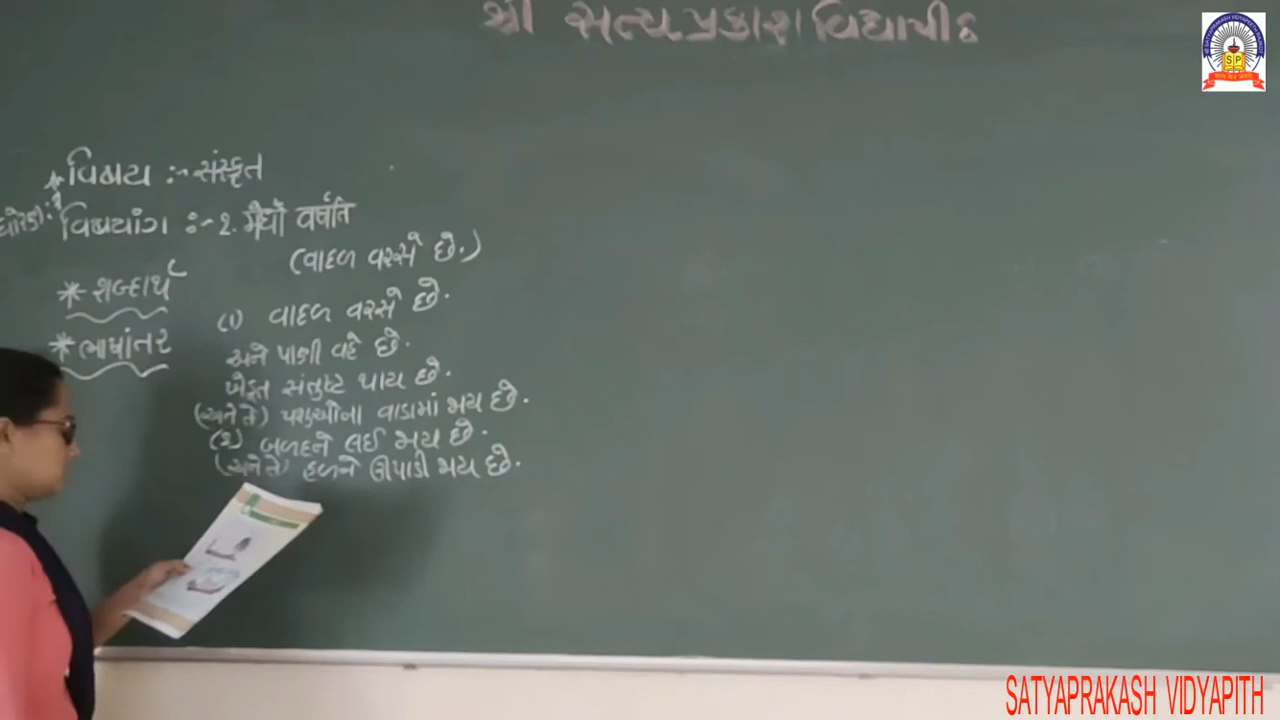 શ્રી સત્યપ્રકાશ વિદ્યાપીઠ
S P
* વિષય :- સંસ્કૃત
વિષયાંગ :- ૨. મેઘો વર્ષતિ
(વાદળ વરસે છે.)
* શબ્દાર્થ
(૧) વાદળ વરસે છે.
* ભાષાંતર
અને પાણી વહે છે.
ખેડૂત સંતુષ્ટ થાય છે.
(અને તે) પશુઓના વાડામાં જાય છે.
(૨) બળદને લઈ જાય છે.
(અને તે) હળને ઊપાડી જાય છે.
SATYAPRAKASH VIDYAPITH